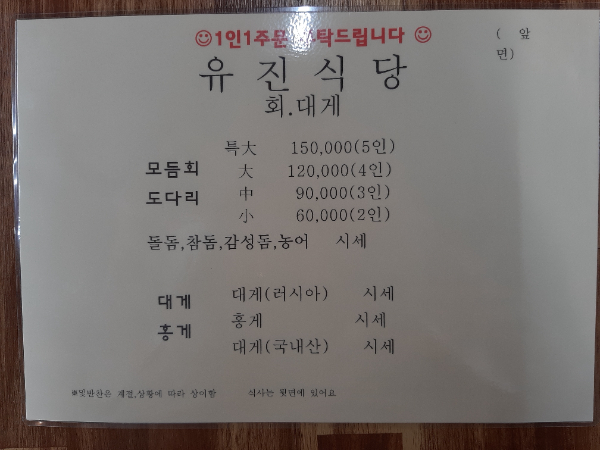 1인1주문 부탁드립니다
( 앞
면)
유진식당
회.대게
특大 150,000(5인)
모듬회 大 120,000(4인)
도다리 中 90,000(3인)
小 60,000(2인)
돌돔,참돔,감성돔,농어 시세
대게 대게(러시아) 시세
홍게 홍게 시세
대게(국내산) 시세
※밑반찬은 계절,상황에 따라 상이함 식사는 뒷면에 있어요